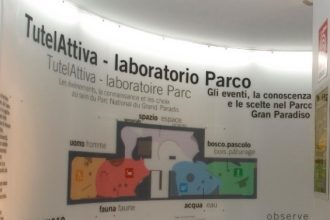 TutelAttiva - laboratorio Parco
TutelAttiva - laboratoire Parc
Les événements, la connaissance et les choix
au sein du Parc National du Grand Paradis
Gli eventi, la conoscenza
e le scelte nel Parco
Gran Paradiso
spazio espace
uomo homme
bosco.pascolo
bois.pâturage
fauna faune
acqua eau
observe